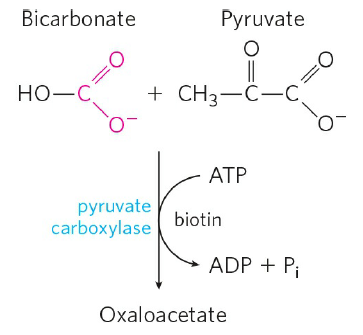 Bicarbonate Pyruvate
O O O
HO—C + CH₃—C—C
O⁻ O⁻
ATP
pyruvate
carboxylase biotin
ADP + Pᵢ
Oxaloacetate